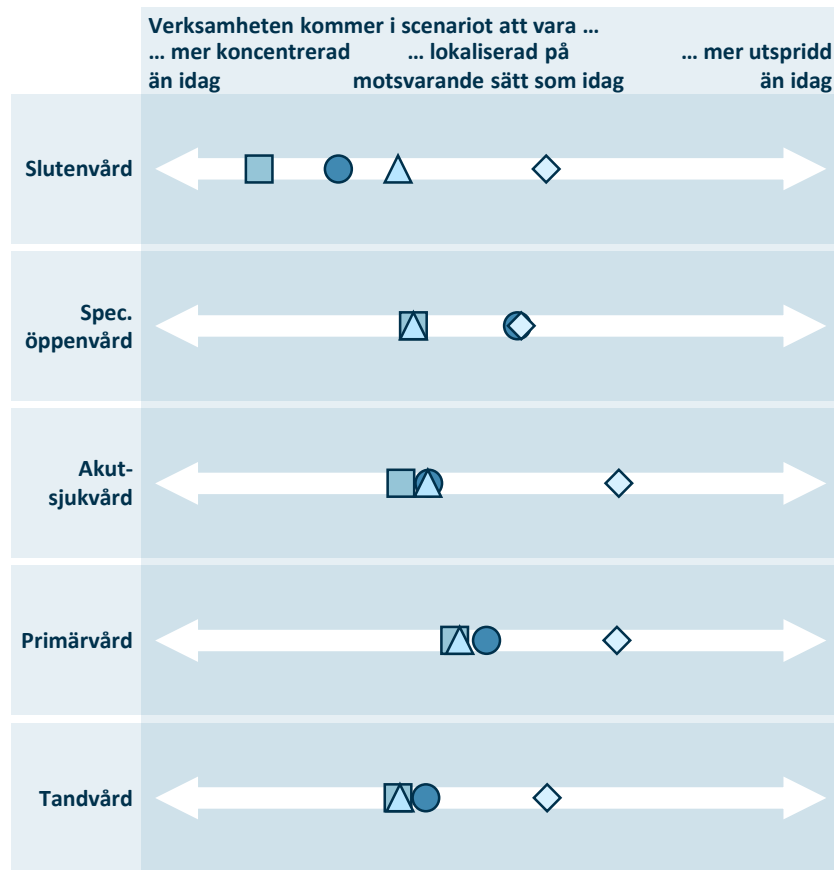 Verksamheten kommer i scenariot att vara …
… mer koncentrerad än idag
… lokaliserad på motsvarande sätt som idag
… mer utspridd än idag
Slutenvård
Spec.
öppenvård
Akut-
sjukvård
Primärvård
Tandvård